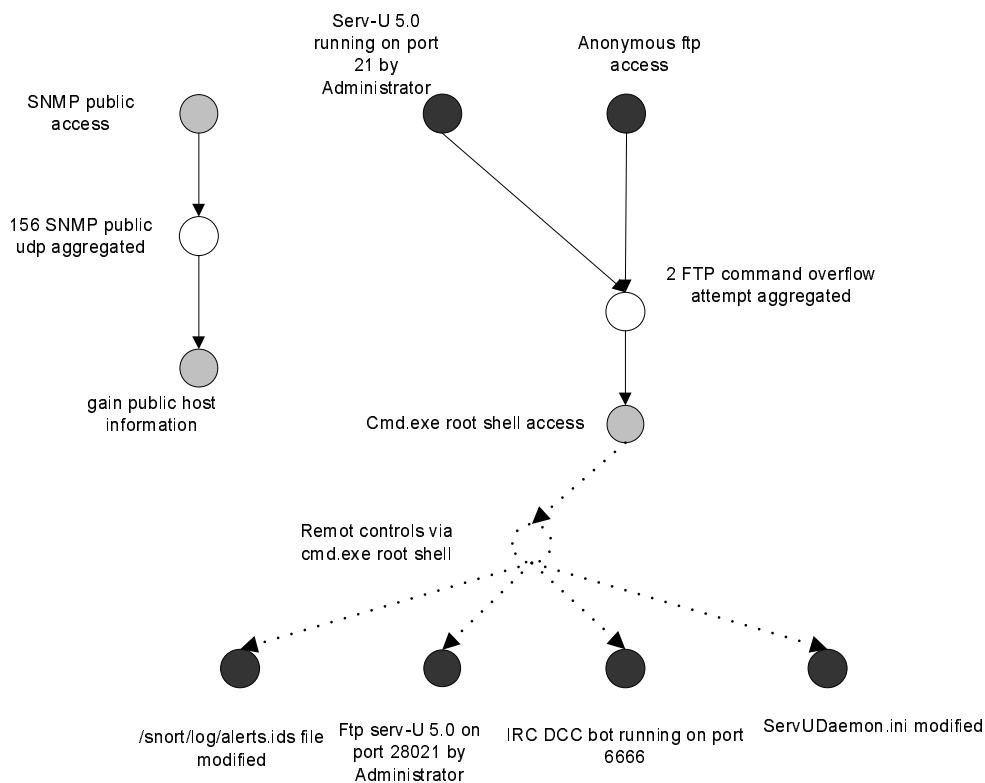 Serv-U 5.0
running on port
21 by
Administrator
Anonymous ftp
access
SNMP public
access
156 SNMP public
udp aggregated
2 FTP command overflow
attempt aggregated
gain public host
information
Cmd.exe root shell access
Remot controls via
cmd.exe root shell
/snort/log/alerts.ids file
modified
Ftp serv-U 5.0 on
port 28021 by
Administrator
IRC DCC bot running on port
6666
ServUDaemon.ini modified